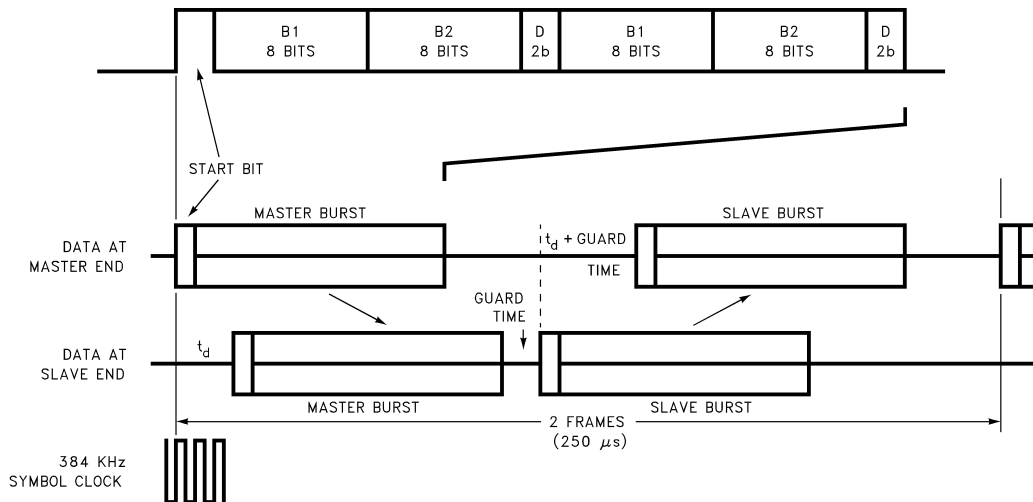 B1
8 BITS
B2
8 BITS
D
2b
B1
8 BITS
B2
8 BITS
D
2b
START BIT
MASTER BURST
SLAVE BURST
DATA AT
MASTER END
td + GUARD
TIME
GUARD
TIME
DATA AT
SLAVE END
td
MASTER BURST
SLAVE BURST
2 FRAMES
(250 μs)
384 KHz
SYMBOL CLOCK